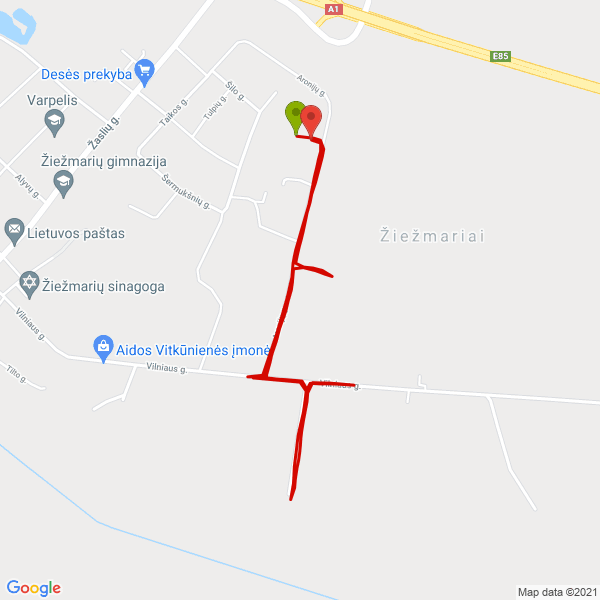 A1
E85
Desės prekyba
Aronijų g.
Šilo g.
Varpelis
Tulpių g.
Taikos g.
Žaslių g.
Žiežmarių gimnazija
Alyvų g.
Šermukšnių g.
Lietuvos paštas
Žiežmariai
Žiežmarių sinagoga
Vilniaus g.
Aidos Vitkūnienės įmonė
Vilniaus g.
Tilto g.
Vilniaus g.
Google
Map data ©2021